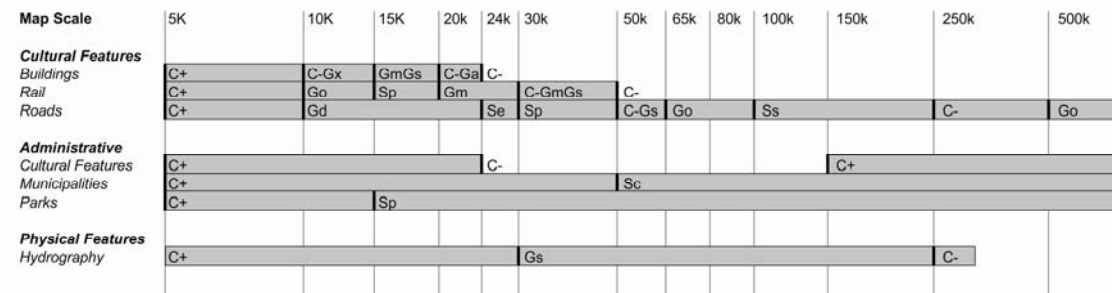 Map Scale 5K 10K 15K 20k 24k 30k 50k 65k 80k 100k 150k 250k 500k
Cultural Features
Buildings C+ C-Gx GmGs C-Ga C-
Rail C+ Go Sp Gm C-GmGs C-
Roads C+ Gd Se Sp C-Gs Go Ss C- Go
Administrative
Cultural Features C+ C- C+
Municipalities C+ Sc
Parks C+ Sp
Physical Features
Hydrography C+ Gs C-